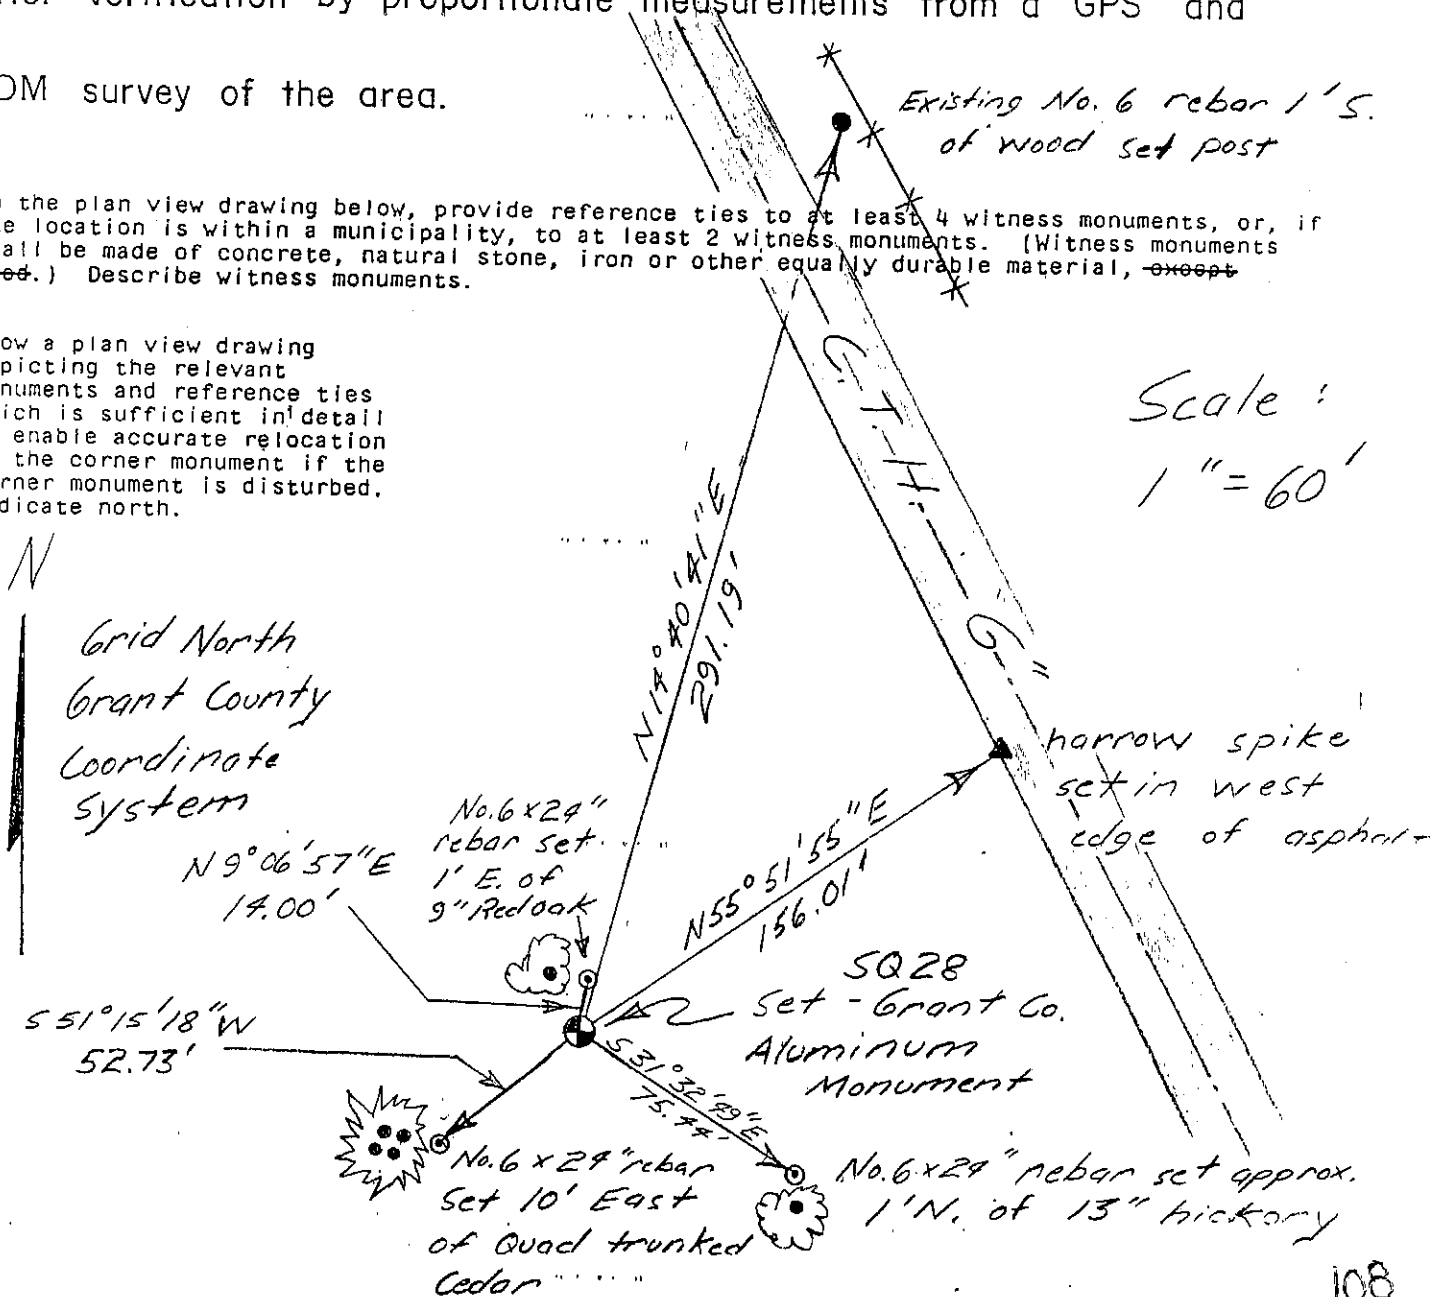 verification by proportionate measurements from a GPS and
DM survey of the area.
Existing No. 6 rebar 1' S.
of wood set post
the plan view drawing below, provide reference ties to at least 4 witness monuments, or, if
e location is within a municipality, to at least 2 witness monuments. (Witness monuments
all be made of concrete, natural stone, iron or other equally durable material, except
ed.) Describe witness monuments.
ow a plan view drawing
picting the relevant
numents and reference ties
ich is sufficient in detail
enable accurate relocation
the corner monument if the
rner monument is disturbed.
dicate north.
Scale:
1" = 60'
C. T. H. "G"
N
Grid North
Grant County
Coordinate
System
N14°40'41"E
291.19'
harrow spike
set in west
edge of asphalt
No. 6 x 24"
rebar set
1' E. of
9" Red oak
N 9°06'57"E
14.00'
N55°51'55"E
156.01'
SQ28
Set - Grant Co.
Aluminum
Monument
S 51°15'18"W
52.73'
S31°32'49"E
75.44'
No. 6 x 24" rebar
Set 10' East
of Quad trunked
Cedar
No. 6 x 24" rebar set approx.
1' N. of 13" hickory
108